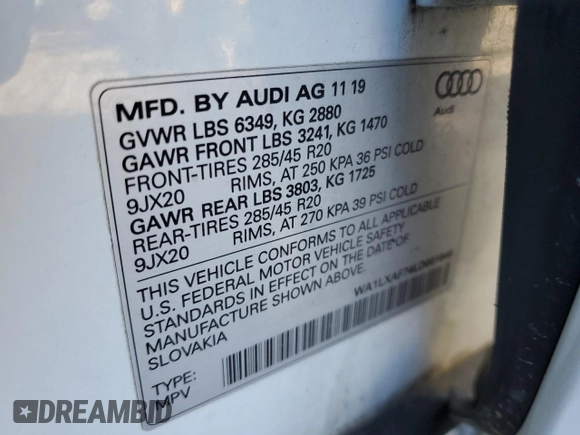 MFD. BY AUDI AG 11 19
GVWR LBS 6349, KG 2880
GAWR FRONT LBS 3241, KG 1470
FRONT-TIRES 285/45 R20
9JX20 RIMS, AT 250 KPA 36 PSI COLD
GAWR REAR LBS 3803, KG 1725
REAR-TIRES 285/45 R20
9JX20 RIMS, AT 270 KPA 39 PSI COLD
THIS VEHICLE CONFORMS TO ALL APPLICABLE
U.S. FEDERAL MOTOR VEHICLE SAFETY
STANDARDS IN EFFECT ON THE DATE OF
MANUFACTURE SHOWN ABOVE.
SLOVAKIA
TYPE:
MPV
Audi
DREAMBID